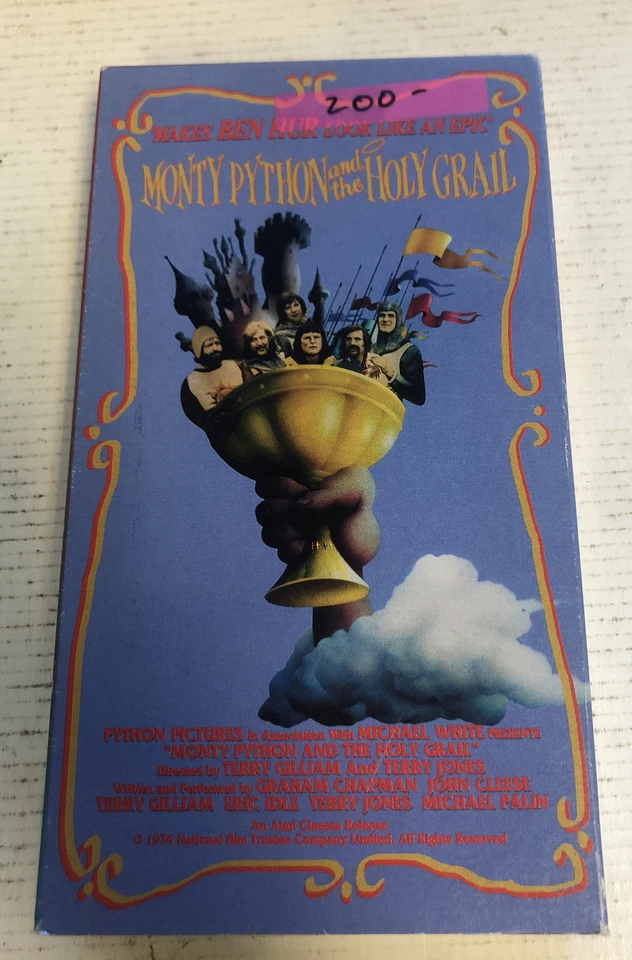 200-
"MAKES BEN HUR LOOK LIKE AN EPIC"
MONTY PYTHON and the HOLY GRAIL
PYTHON PICTURES In Association With MICHAEL WHITE PRESENTS
"MONTY PYTHON AND THE HOLY GRAIL"
Directed by TERRY GILLIAM And TERRY JONES
Written and Performed by GRAHAM CHAPMAN JOHN CLEESE
TERRY GILLIAM ERIC IDLE TERRY JONES MICHAEL PALIN
An Almi Cinema Release
© 1974 National Film Trustee Company Limited. All Rights Reserved